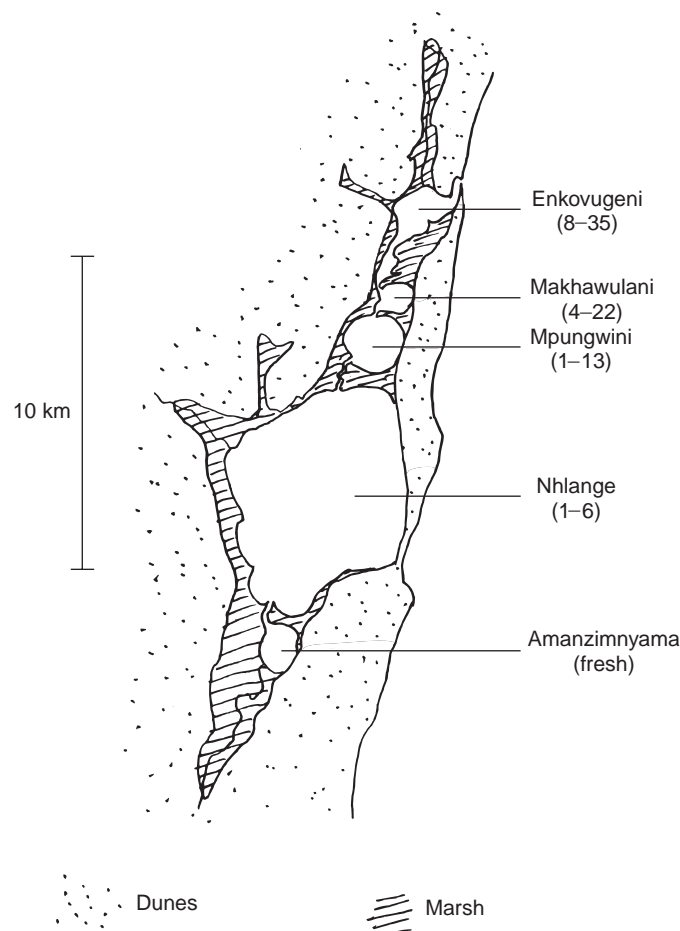 Enkovugeni
(8–35)
Makhawulani
(4–22)
Mpungwini
(1–13)
10 km
Nhlange
(1–6)
Amanzimnyama
(fresh)
Dunes
Marsh